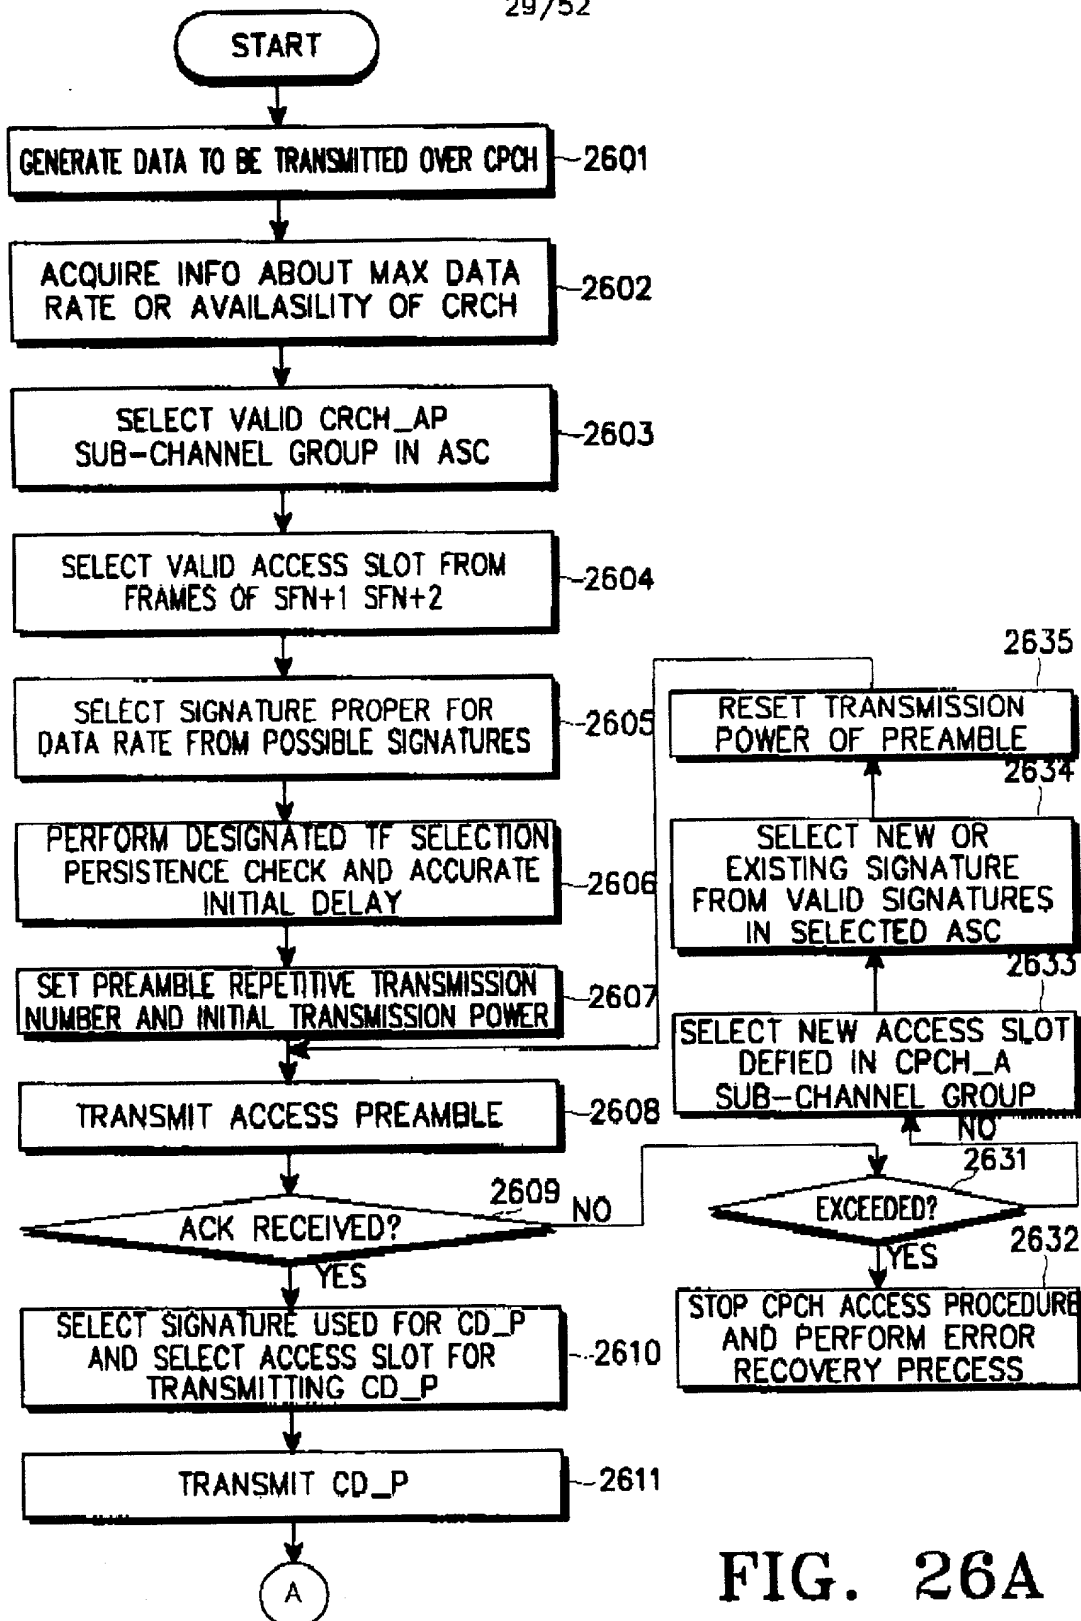 29/52
START
GENERATE DATA TO BE TRANSMITTED OVER CPCH
2601
ACQUIRE INFO ABOUT MAX DATA
RATE OR AVAILASILITY OF CRCH
2602
SELECT VALID CRCH_AP
SUB-CHANNEL GROUP IN ASC
2603
SELECT VALID ACCESS SLOT FROM
FRAMES OF SFN+1 SFN+2
2604
SELECT SIGNATURE PROPER FOR
DATA RATE FROM POSSIBLE SIGNATURES
2605
PERFORM DESIGNATED TF SELECTION
PERSISTENCE CHECK AND ACCURATE
INITIAL DELAY
2606
SET PREAMBLE REPETITIVE TRANSMISSION
NUMBER AND INITIAL TRANSMISSION POWER
2607
TRANSMIT ACCESS PREAMBLE
2608
ACK RECEIVED?
2609
NO
YES
SELECT SIGNATURE USED FOR CD_P
AND SELECT ACCESS SLOT FOR
TRANSMITTING CD_P
2610
TRANSMIT CD_P
2611
A
2635
RESET TRANSMISSION
POWER OF PREAMBLE
2634
SELECT NEW OR
EXISTING SIGNATURE
FROM VALID SIGNATURES
IN SELECTED ASC
2633
SELECT NEW ACCESS SLOT
DEFIED IN CPCH_A
SUB-CHANNEL GROUP
NO
2631
EXCEEDED?
YES
2632
STOP CPCH ACCESS PROCEDURE
AND PERFORM ERROR
RECOVERY PRECESS
FIG. 26A